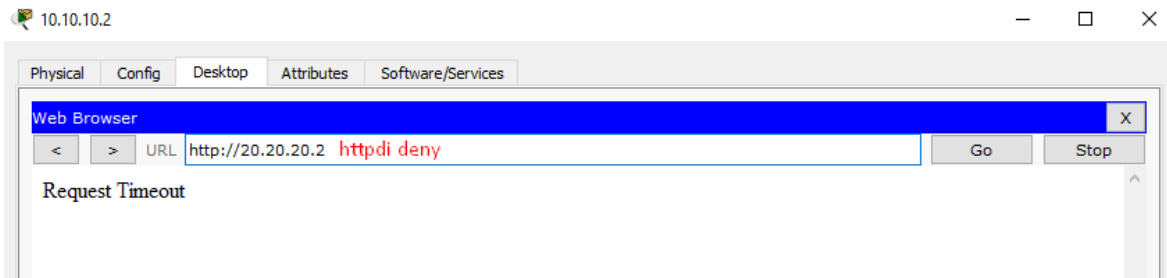 10.10.10.2
Physical Config Desktop Attributes Software/Services
Web Browser X
< > URL http://20.20.20.2 httpdi deny Go Stop
Request Timeout